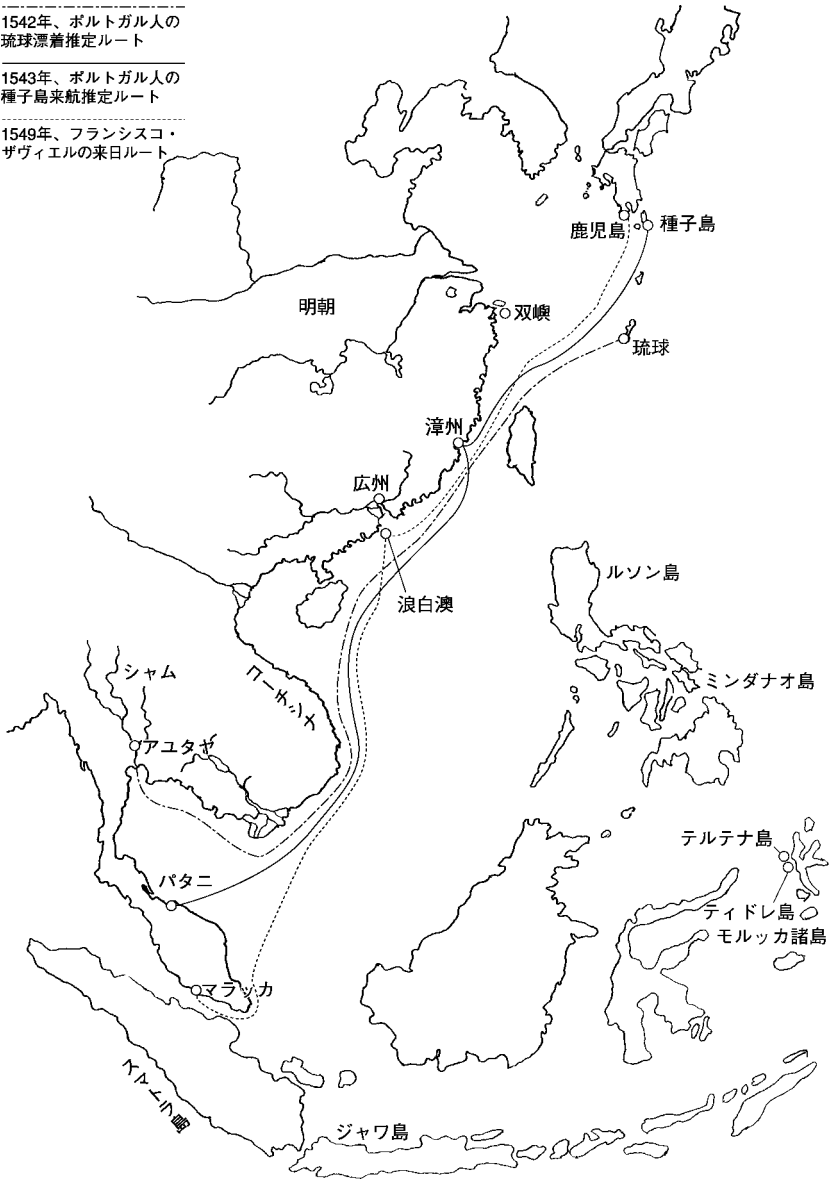 1542年、ポルトガル人の
琉球漂着推定ルート
1543年、ポルトガル人の
種子島来航推定ルート
1549年、フランシスコ・
ザヴィエルの来日ルート
鹿児島
種子島
明朝
双嶼
琉球
漳州
広州
浪白澳
ルソン島
シャム
コーチシナ
ミンダナオ島
アユタヤ
テルテナ島
パタニ
ティドレ島
モルッカ諸島
マラッカ
スマトラ島
ジャワ島